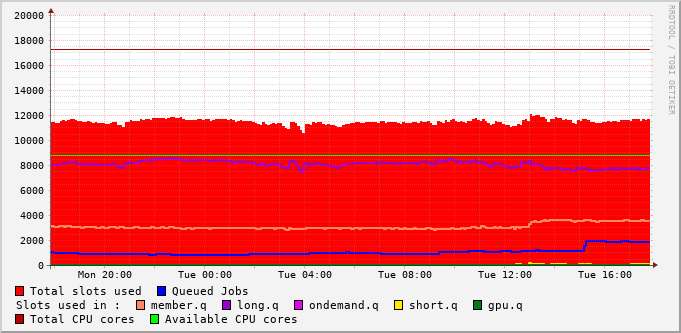 20000
18000
16000
14000
12000
10000
8000
6000
4000
2000
0
Mon 20:00 Tue 00:00 Tue 04:00 Tue 08:00 Tue 12:00 Tue 16:00
RRDTOOL / TOBI OETIKER
Total slots used Queued Jobs
Slots used in : member.q long.q ondemand.q short.q gpu.q
Total CPU cores Available CPU cores